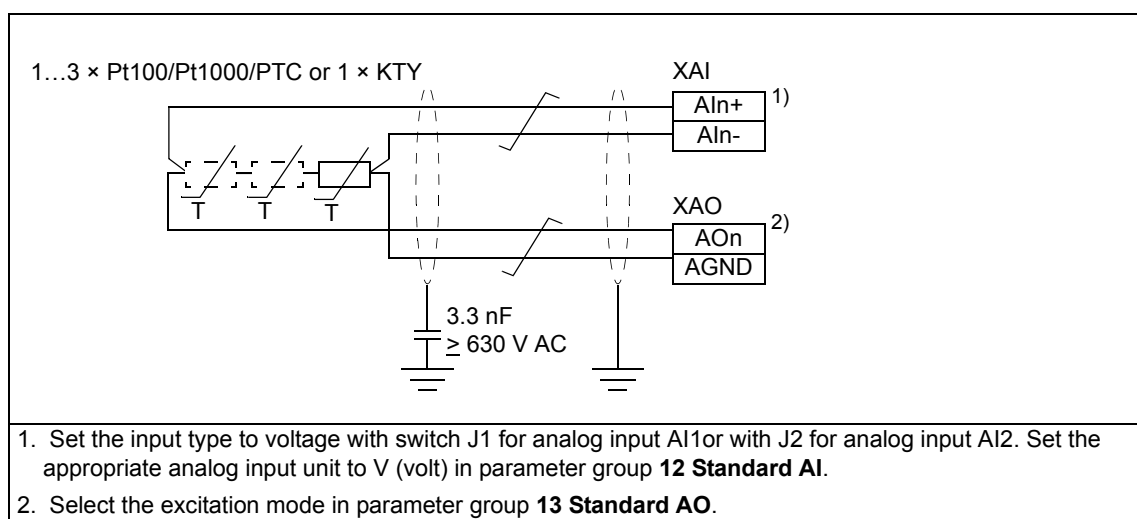 1…3 × Pt100/Pt1000/PTC or 1 × KTY
XAI
AIn+ 1)
AIn-
T T T
XAO
AOn 2)
AGND
3.3 nF
≥ 630 V AC
1. Set the input type to voltage with switch J1 for analog input AI1or with J2 for analog input AI2. Set the
appropriate analog input unit to V (volt) in parameter group 12 Standard AI.
2. Select the excitation mode in parameter group 13 Standard AO.